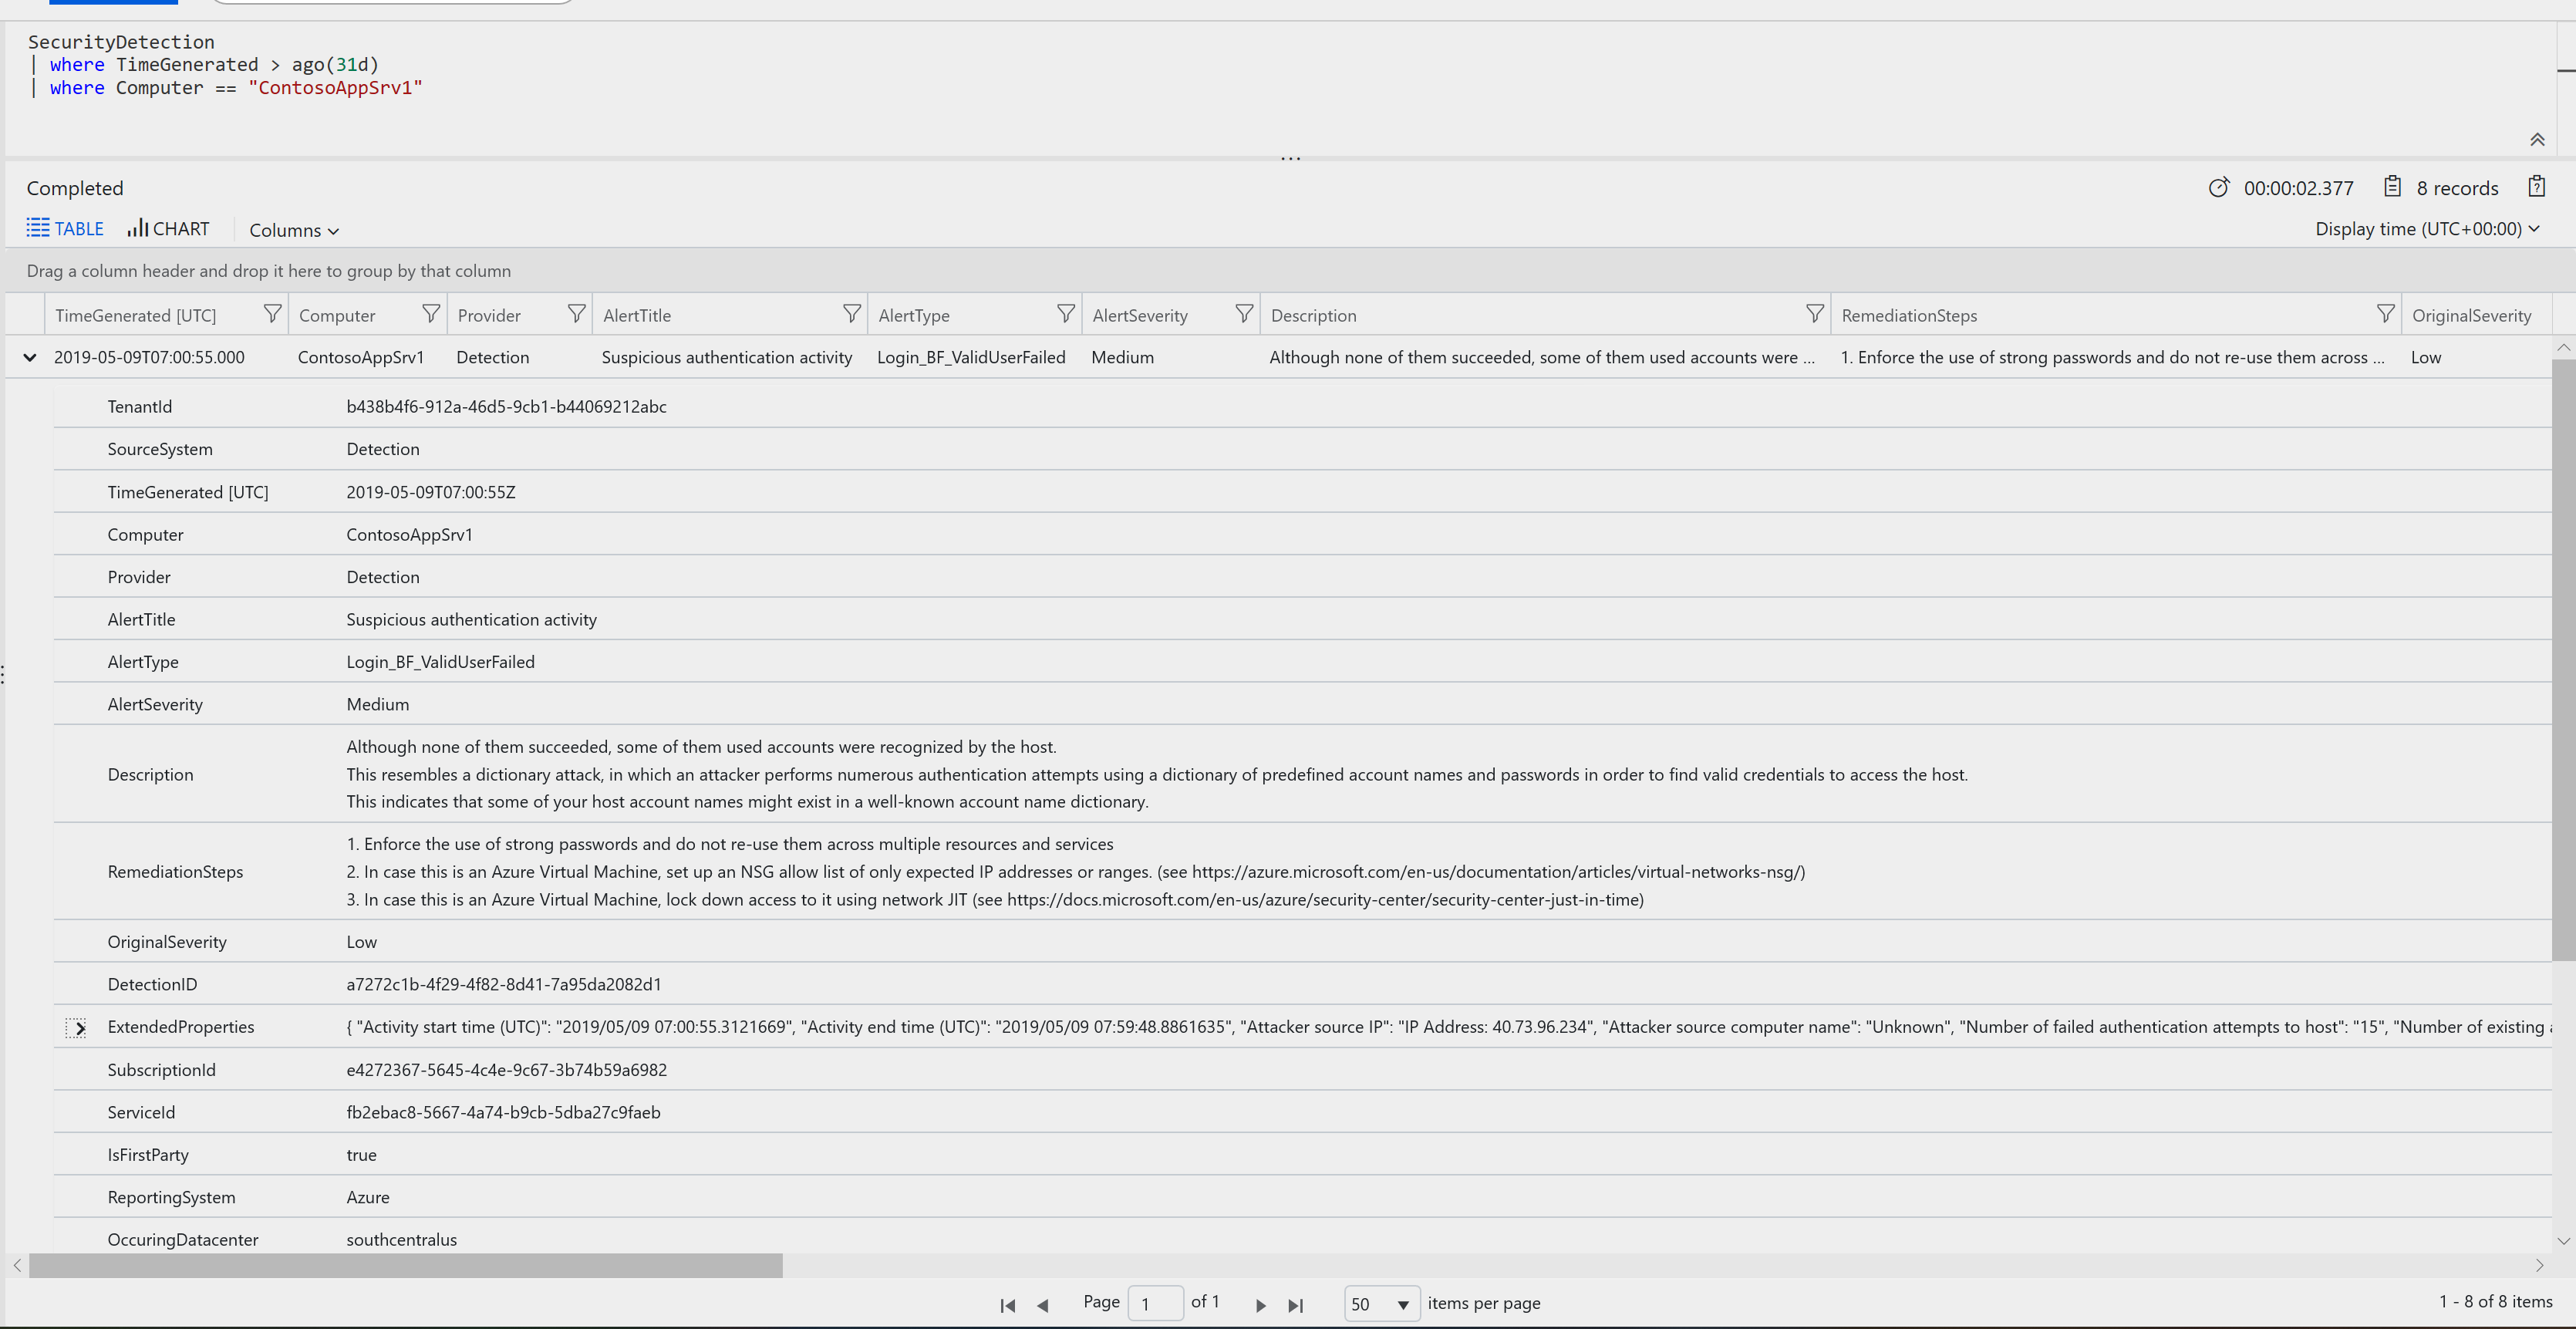 SecurityDetection
| where TimeGenerated > ago(31d)
| where Computer == "ContosoAppSrv1"
Completed
00:00:02.377
8 records
TABLE
CHART
Columns
Display time (UTC+00:00)
Drag a column header and drop it here to group by that column
TimeGenerated [UTC] Computer Provider AlertTitle AlertType AlertSeverity Description RemediationSteps OriginalSeverity
2019-05-09T07:00:55.000 ContosoAppSrv1 Detection Suspicious authentication activity Login_BF_ValidUserFailed Medium Although none of them succeeded, some of them used accounts were ... 1. Enforce the use of strong passwords and do not re-use them across ... Low
TenantId b438b4f6-912a-46d5-9cb1-b44069212abc
SourceSystem Detection
TimeGenerated [UTC] 2019-05-09T07:00:55Z
Computer ContosoAppSrv1
Provider Detection
AlertTitle Suspicious authentication activity
AlertType Login_BF_ValidUserFailed
AlertSeverity Medium
Description
Although none of them succeeded, some of them used accounts were recognized by the host.
This resembles a dictionary attack, in which an attacker performs numerous authentication attempts using a dictionary of predefined account names and passwords in order to find valid credentials to access the host.
This indicates that some of your host account names might exist in a well-known account name dictionary.
RemediationSteps
1. Enforce the use of strong passwords and do not re-use them across multiple resources and services
2. In case this is an Azure Virtual Machine, set up an NSG allow list of only expected IP addresses or ranges. (see https://azure.microsoft.com/en-us/documentation/articles/virtual-networks-nsg/)
3. In case this is an Azure Virtual Machine, lock down access to it using network JIT (see https://docs.microsoft.com/en-us/azure/security-center/security-center-just-in-time)
OriginalSeverity Low
DetectionID a7272c1b-4f29-4f82-8d41-7a95da2082d1
ExtendedProperties { "Activity start time (UTC)": "2019/05/09 07:00:55.3121669", "Activity end time (UTC)": "2019/05/09 07:59:48.8861635", "Attacker source IP": "IP Address: 40.73.96.234", "Attacker source computer name": "Unknown", "Number of failed authentication attempts to host": "15", "Number of existing
SubscriptionId e4272367-5645-4c4e-9c67-3b74b59a6982
ServiceId fb2ebac8-5667-4a74-b9cb-5dba27c9faeb
IsFirstParty true
ReportingSystem Azure
OccuringDatacenter southcentralus
Page 1 of 1 50 items per page
1 - 8 of 8 items